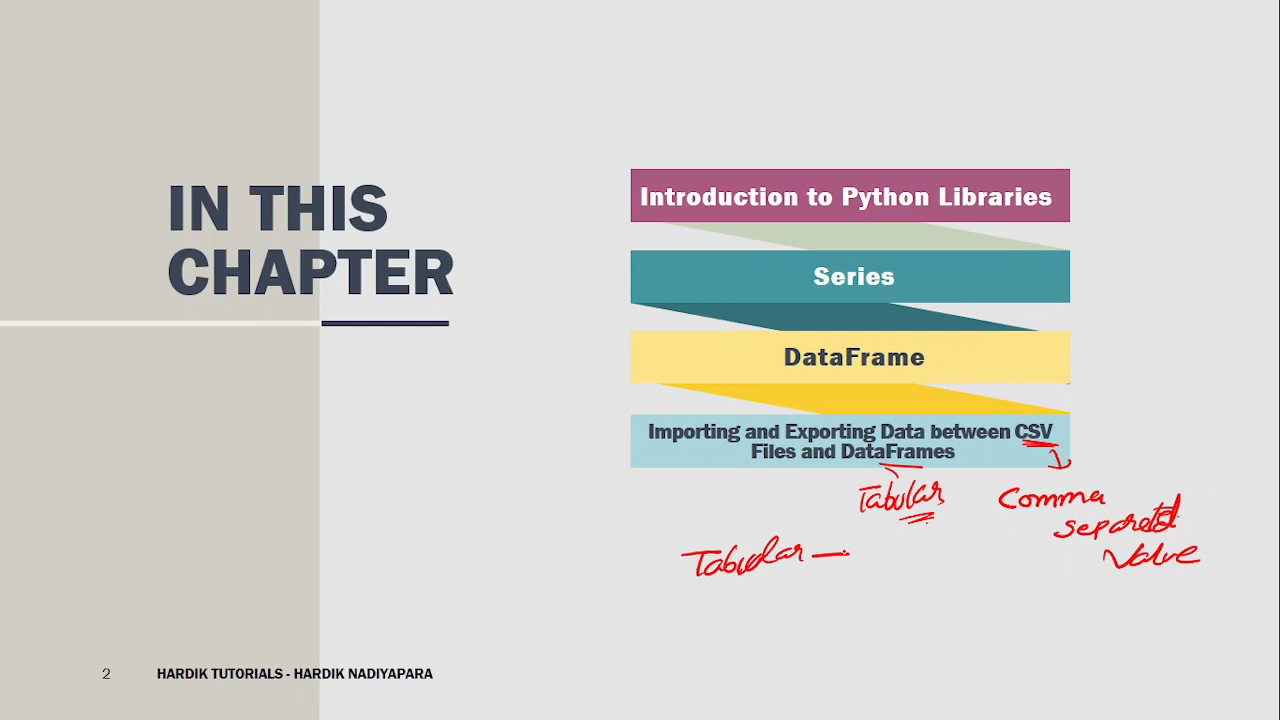 IN THIS
CHAPTER
Introduction to Python Libraries
Series
DataFrame
Importing and Exporting Data between CSV
Files and DataFrames
Tabular
Comma
separated
Value
Tabular —
2
HARDIK TUTORIALS - HARDIK NADIYAPARA